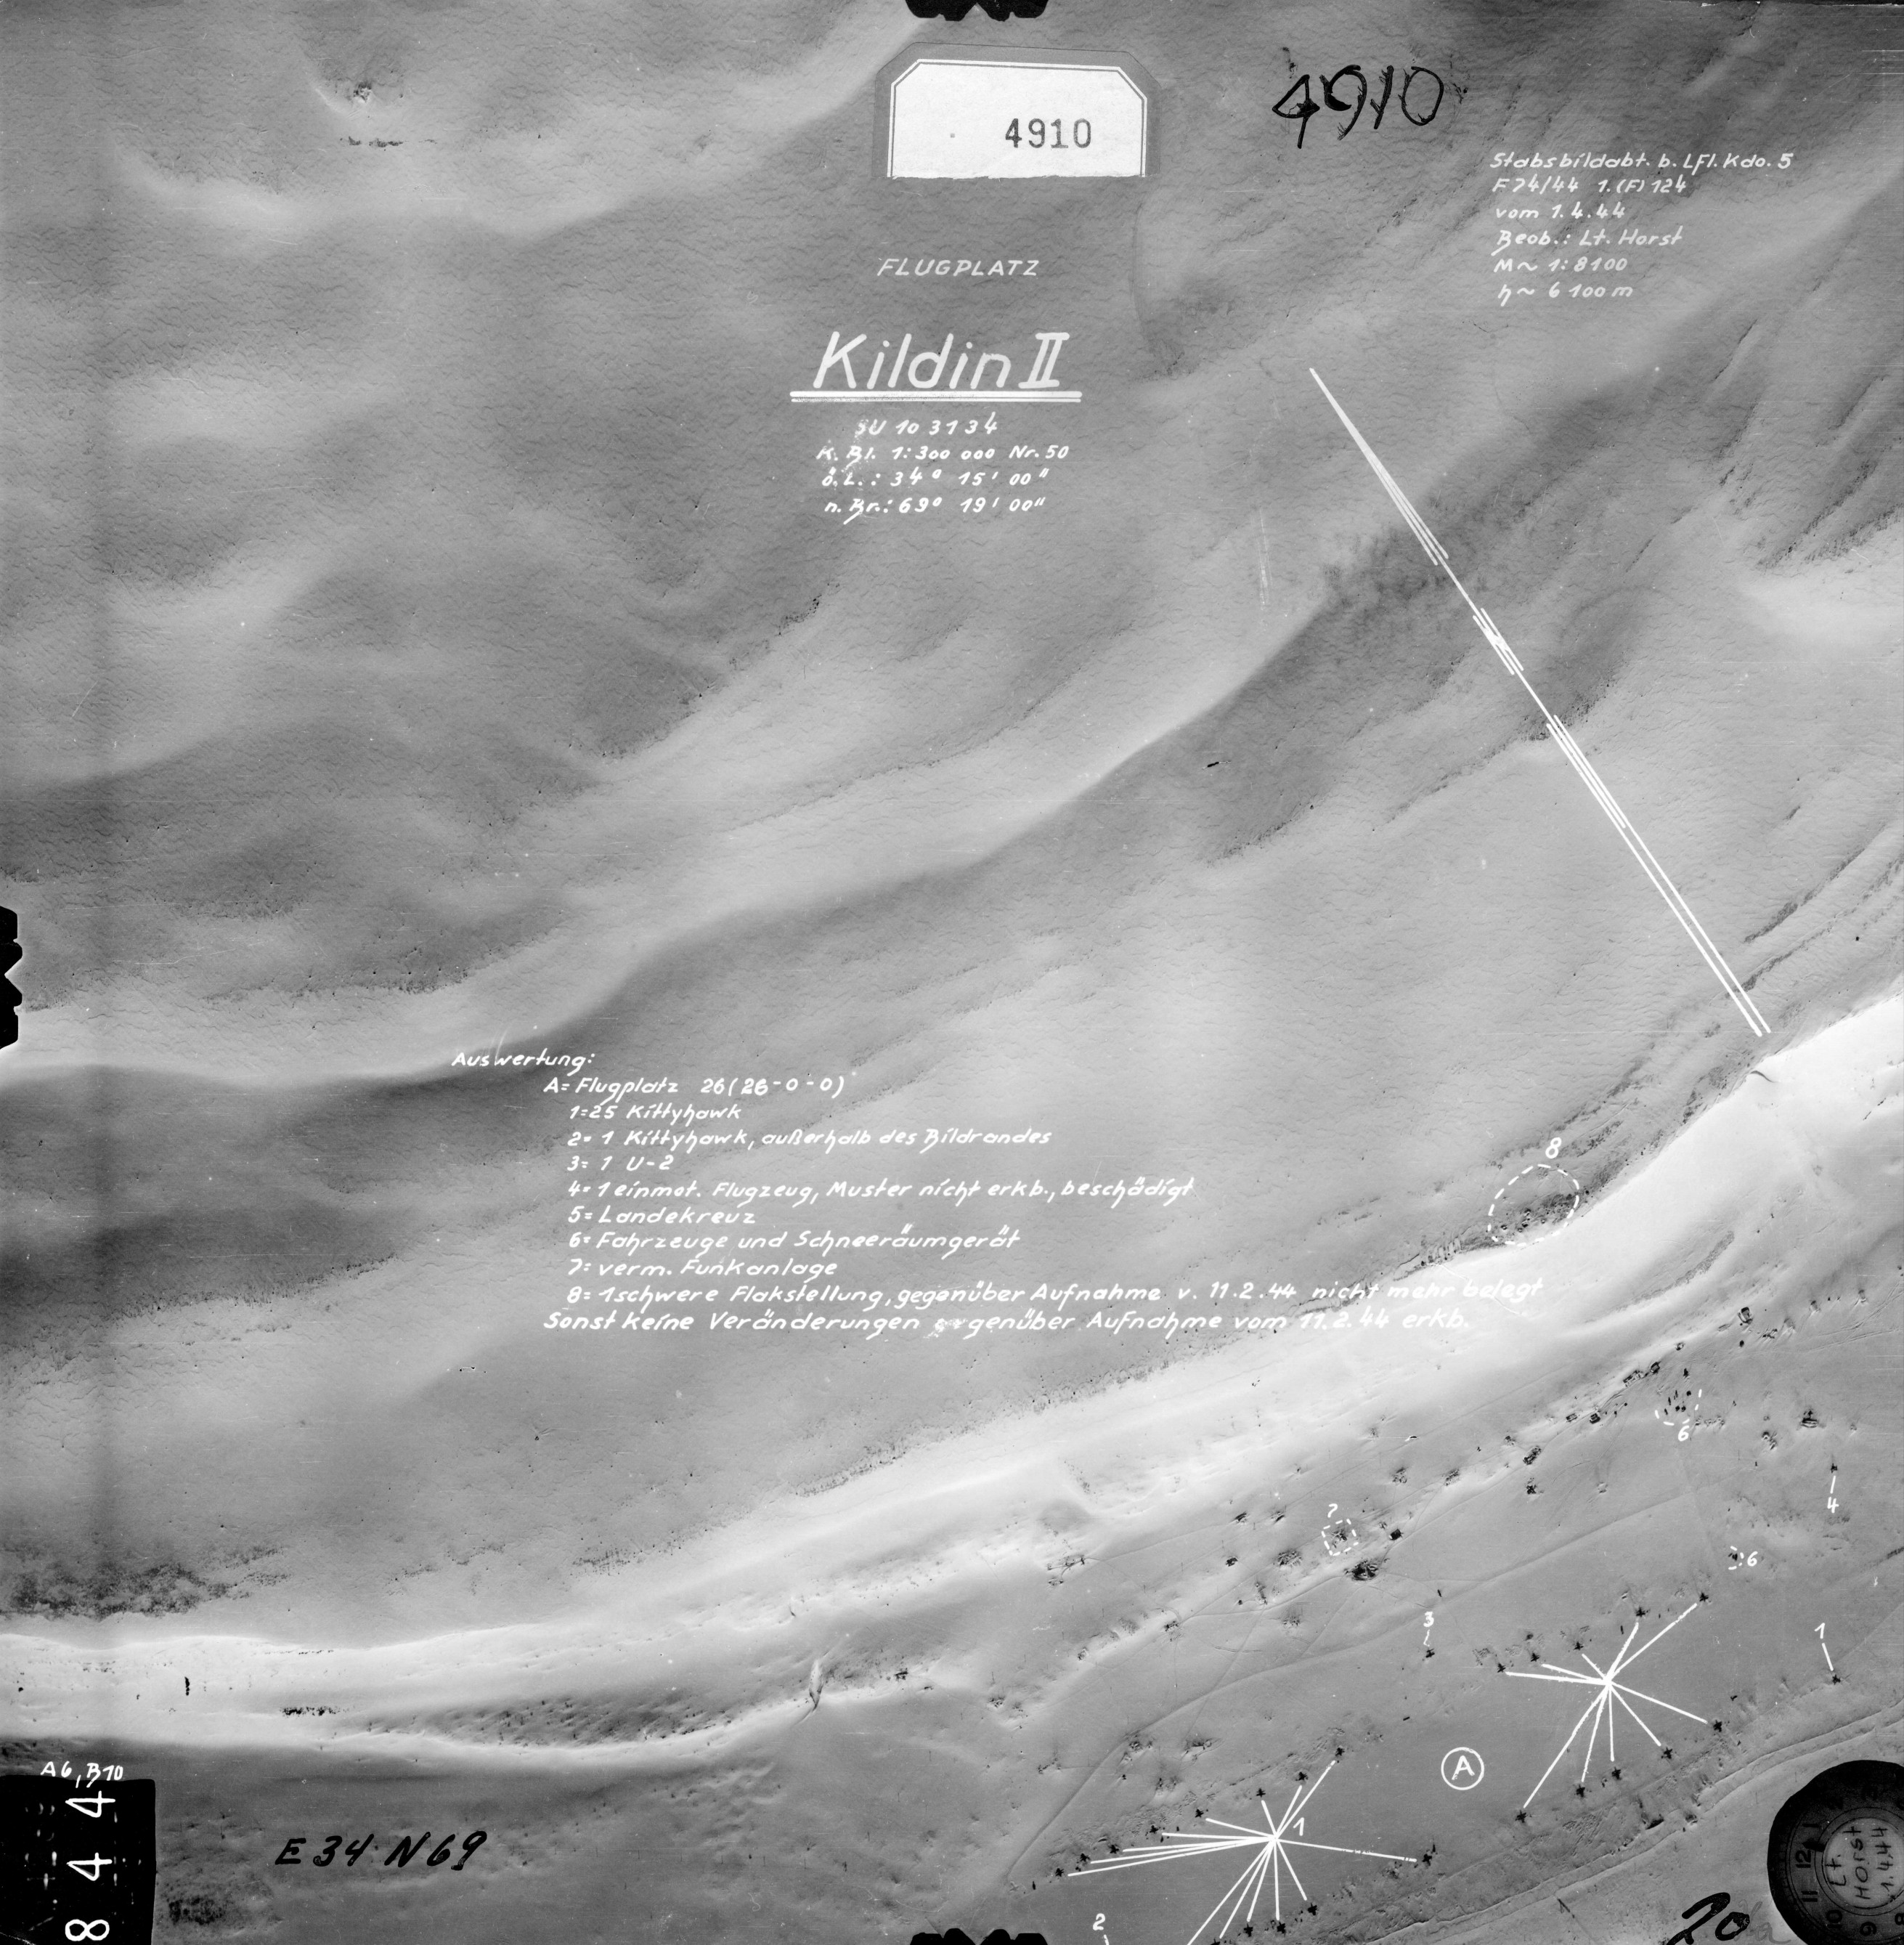 4910
4910
Stabsbildabt. b. LFl. Kdo. 5
F 74/44 1.(F) 124
vom 1.4.44
Beob.: Lt. Horst
M~ 1:8100
h~ 6100 m
FLUGPLATZ
Kildin II
SU 10 3134
K. Bl. 1:300 000 Nr. 50
ö.L.: 34° 15' 00"
n. Br.: 69° 19' 00"
Auswertung:
A= Flugplatz 26 (26-0-0)
1=25 Kittyhawk
2= 1 Kittyhawk, außerhalb des Bildrandes
3= 1 U-2
4= 1 einmot. Flugzeug, Muster nicht erkb., beschädigt
5= Landekreuz
6= Fahrzeuge und Schneeräumgerät
7= verm. Funkanlage
8= 1 schwere Flakstellung, gegenüber Aufnahme v. 11.2.44 nicht mehr belegt
Sonst keine Veränderungen gegenüber Aufnahme vom 11.2.44 erkb.
8
6
4
7
6
3
1
A
1
2
A6, B10
8 4 4 4
E 34 N 69
20
Lt.
Horst
1.4.44
9
10
11
12